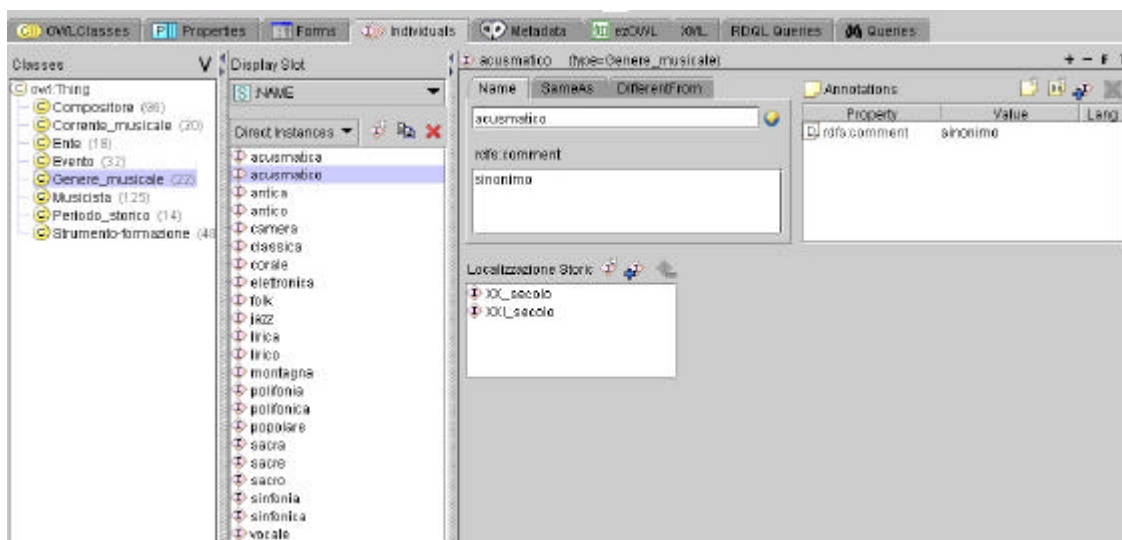 OWLClasses Properties Forms Individuals Metadata ezOWL XML RDQL Queries Queries
Classes V
owl:Thing
Compositore (96)
Corrente_musicale (20)
Ente (18)
Evento (32)
Genere_musicale (22)
Musicista (125)
Periodo_storico (14)
Strumento-formazione (48
Display Slot
:NAME
Direct Instances
acusmatica
acusmatico
antica
antico
camera
classica
corale
elettronica
folk
jazz
lirica
lirico
montagna
polifonia
polifonica
popolare
sacra
sacre
sacro
sinfonia
sinfonica
vocale
acusmatico (type=Genere_musicale)
Name SameAs DifferentFrom
acusmatico
rdfs:comment
sinonimo
Annotations
Property Value Lang
rdfs:comment sinonimo
Localizzazione Storic
XX_secolo
XXI_secolo